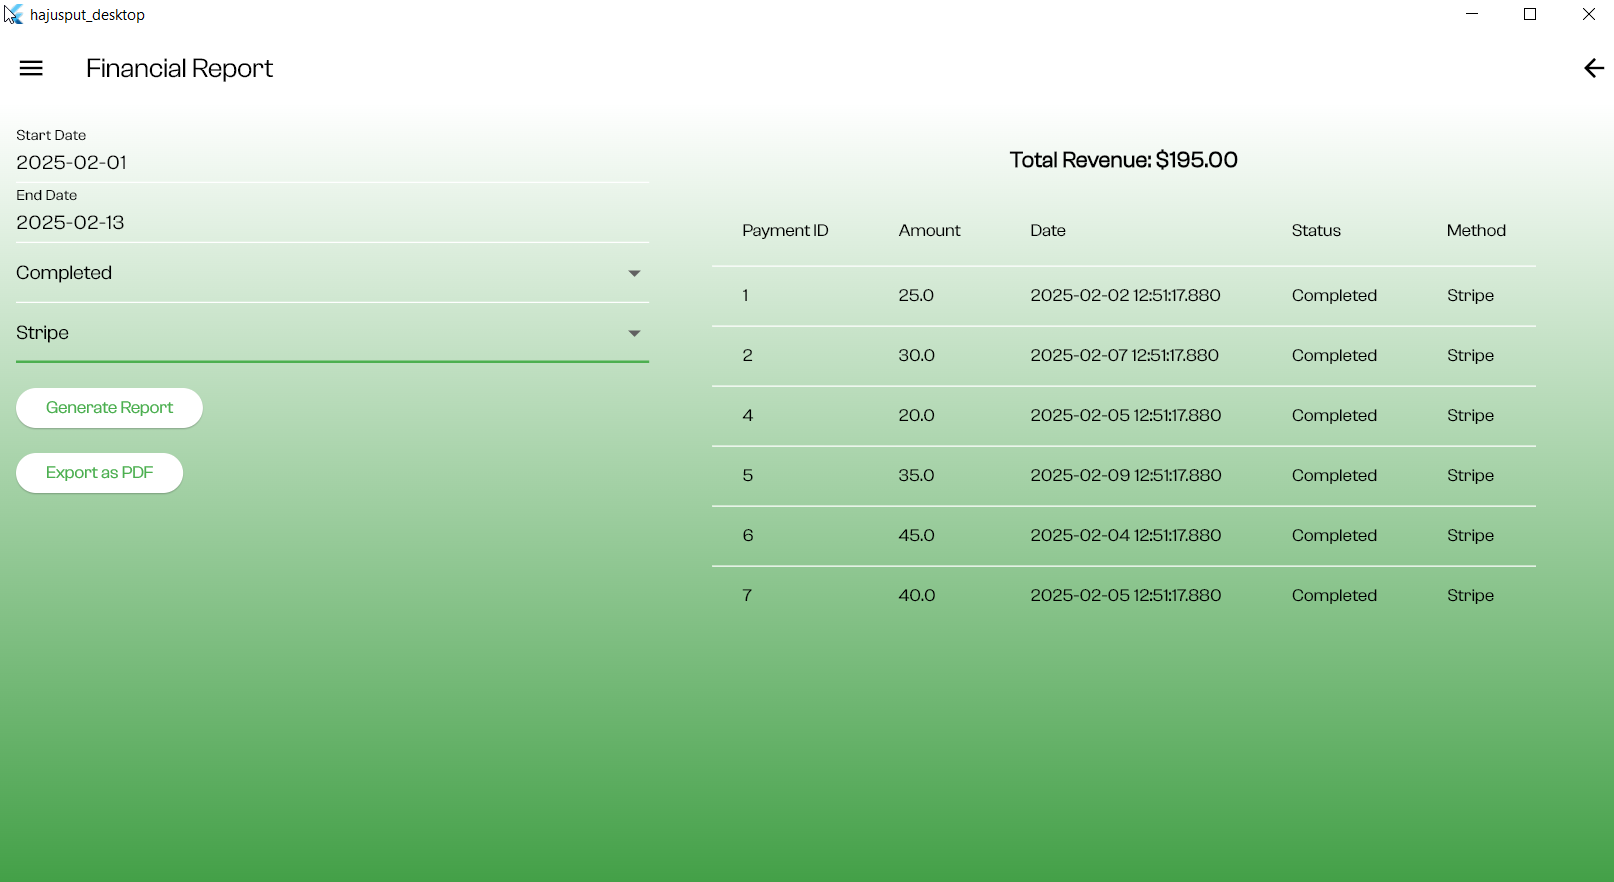 hajusput_desktop
Financial Report
Start Date
2025-02-01
End Date
2025-02-13
Completed
Stripe
Generate Report
Export as PDF
Total Revenue: $195.00
Payment ID Amount Date Status Method
1 25.0 2025-02-02 12:51:17.880 Completed Stripe
2 30.0 2025-02-07 12:51:17.880 Completed Stripe
4 20.0 2025-02-05 12:51:17.880 Completed Stripe
5 35.0 2025-02-09 12:51:17.880 Completed Stripe
6 45.0 2025-02-04 12:51:17.880 Completed Stripe
7 40.0 2025-02-05 12:51:17.880 Completed Stripe